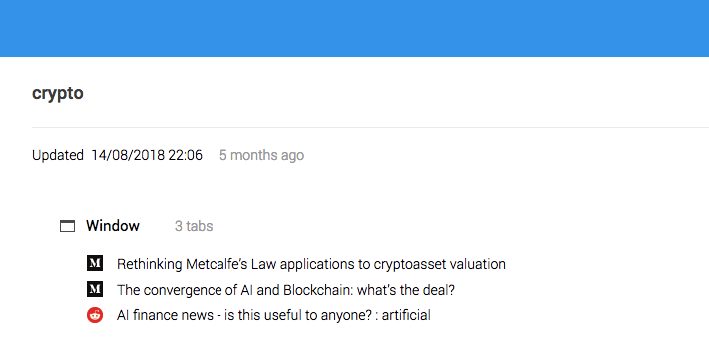 crypto
Updated 14/08/2018 22:06 5 months ago
Window 3 tabs
M Rethinking Metcalfe's Law applications to cryptoasset valuation
M The convergence of AI and Blockchain: what's the deal?
AI finance news - is this useful to anyone? : artificial